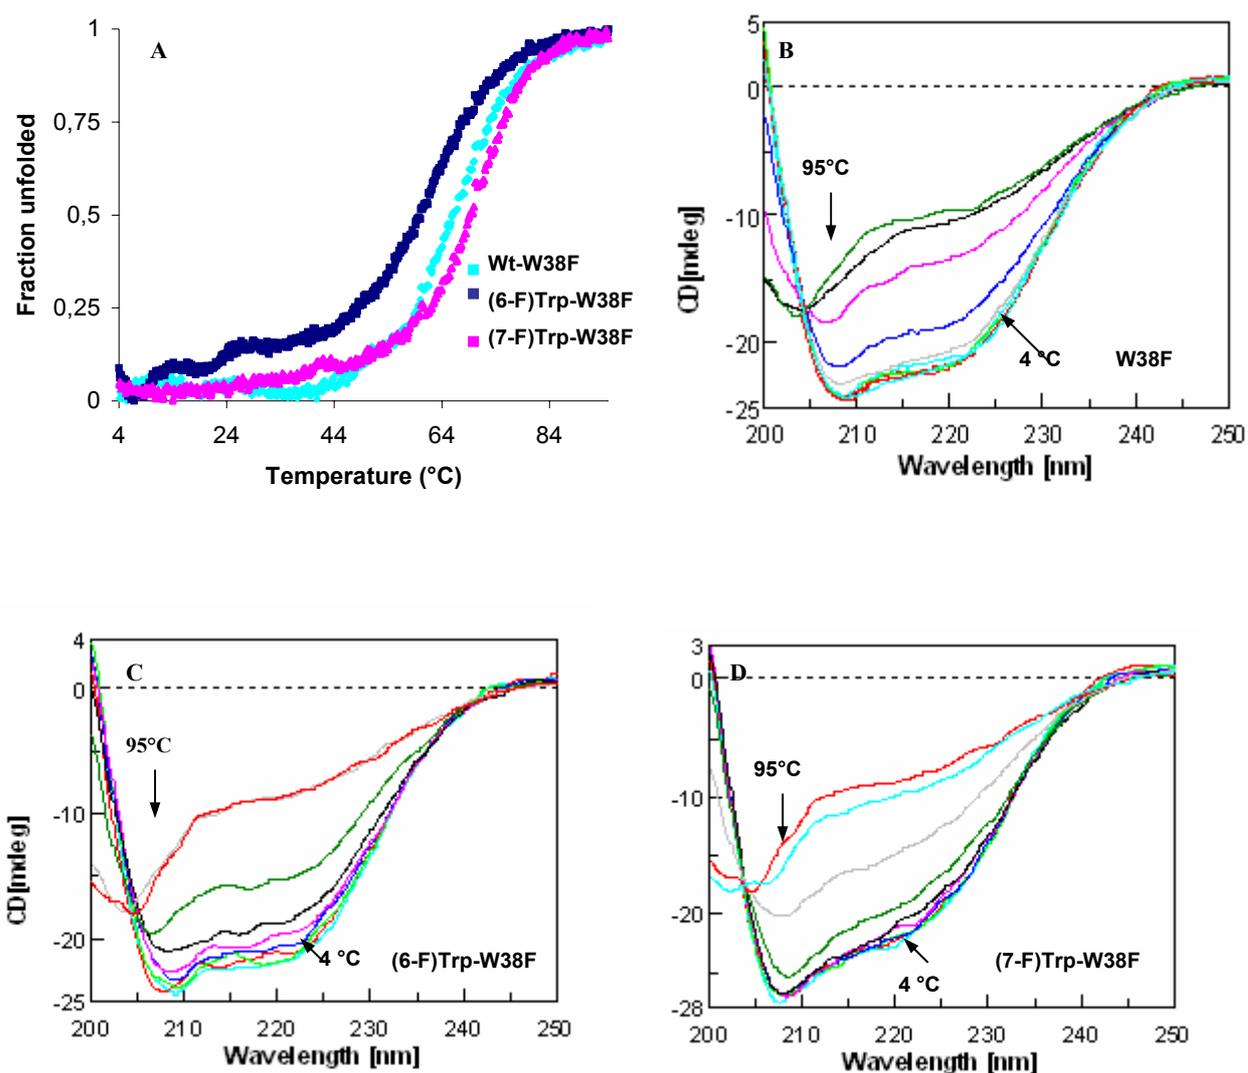 A
1
0,75
0,5
0,25
0
Fraction unfolded
4 24 44 64 84
Temperature (°C)
Wt-W38F
(6-F)Trp-W38F
(7-F)Trp-W38F
B
5
0
-10
-20
-25
CD[mdeg]
95°C
4 °C
W38F
200 210 220 230 240 250
Wavelength [nm]
C
4
0
-10
-20
-25
CD[mdeg]
95°C
4 °C
(6-F)Trp-W38F
200 210 220 230 240 250
Wavelength [nm]
D
3
0
-10
-20
-28
CD[mdeg]
95°C
4 °C
(7-F)Trp-W38F
200 210 220 230 240 250
Wavelength [nm]